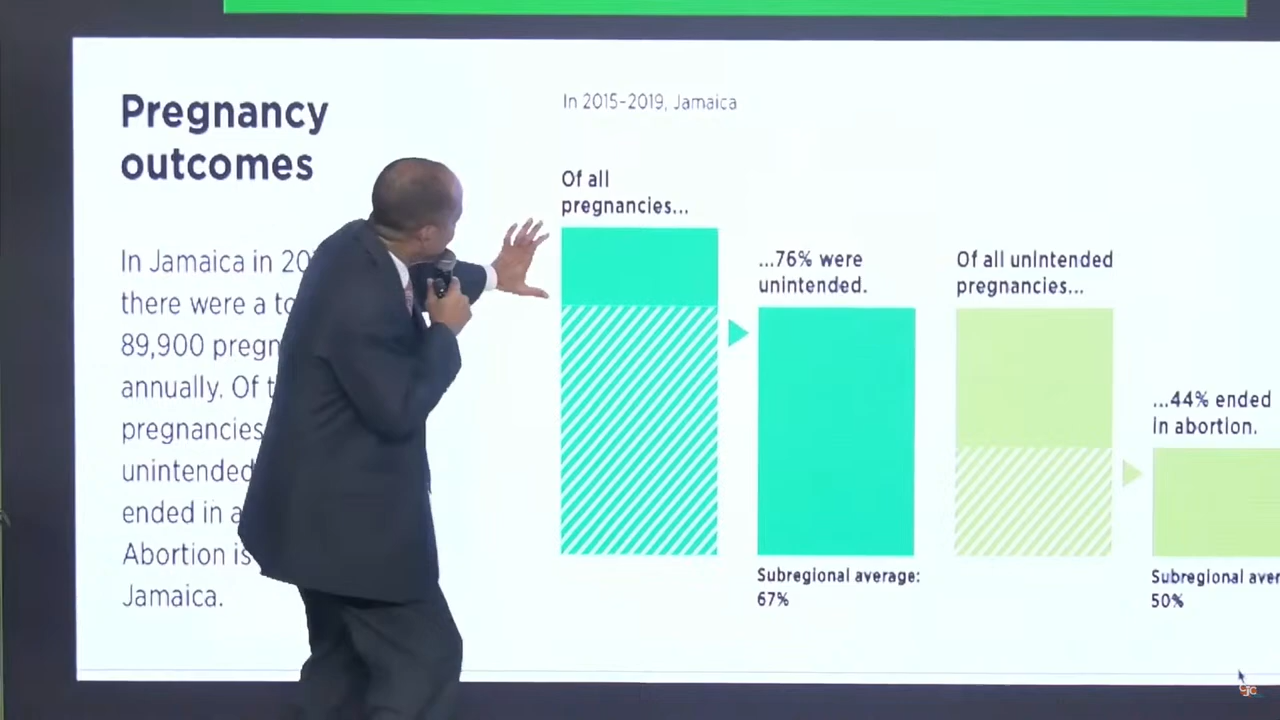 Pregnancy
outcomes
In Jamaica in 20
there were a to
89,900 pregn
annually. Of t
pregnancies
unintended
ended in a
Abortion is
Jamaica.
In 2015–2019, Jamaica
Of all
pregnancies...
...76% were
unintended.
Subregional average:
67%
Of all unintended
pregnancies...
...44% ended
in abortion.
Subregional aver
50%
CJC